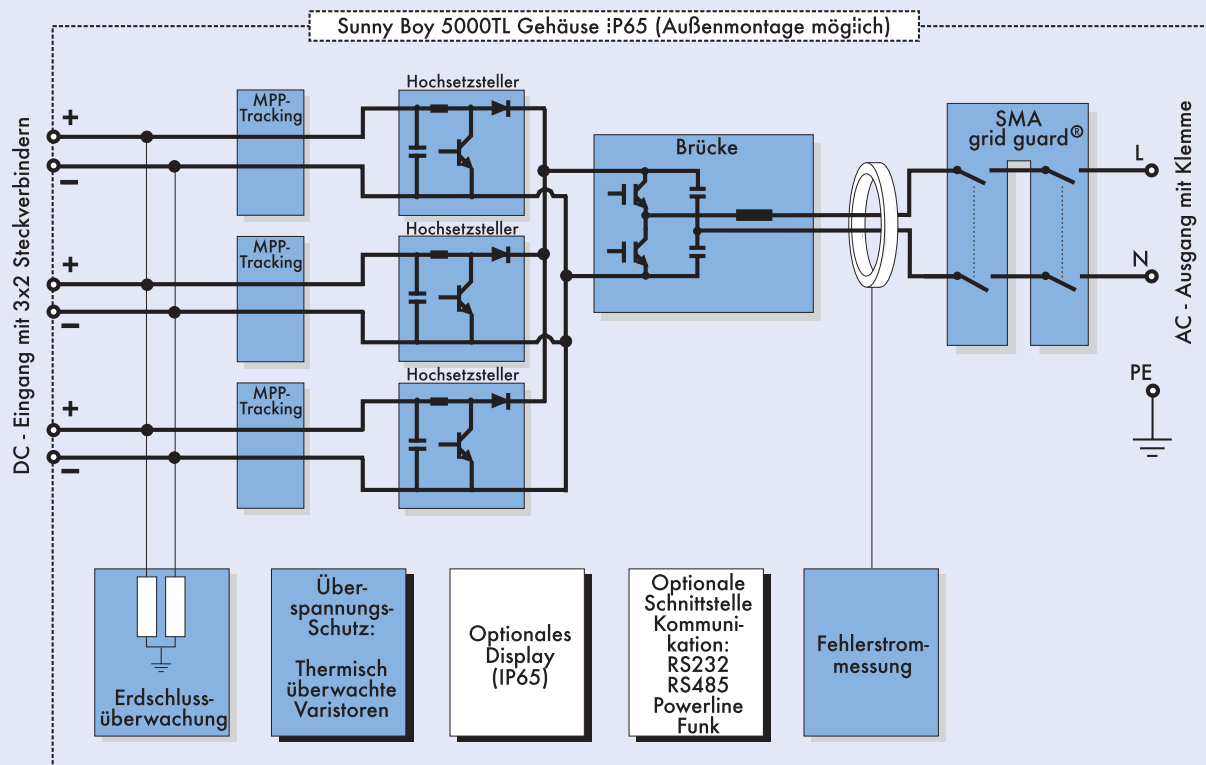 Sunny Boy 5000TL Gehäuse IP65 (Außenmontage möglich)
DC - Eingang mit 3x2 Steckverbindern
+
−
+
−
+
−
MPP-
Tracking
MPP-
Tracking
MPP-
Tracking
Hochsetzsteller
Hochsetzsteller
Hochsetzsteller
Brücke
SMA
grid guard®
L
N
PE
AC - Ausgang mit Klemme
Erdschluss-
überwachung
Über-
spannungs-
Schutz:
Thermisch
überwachte
Varistoren
Optionales
Display
(IP65)
Optionale
Schnittstelle
Kommuni-
kation:
RS232
RS485
Powerline
Funk
Fehlerstrom-
messung